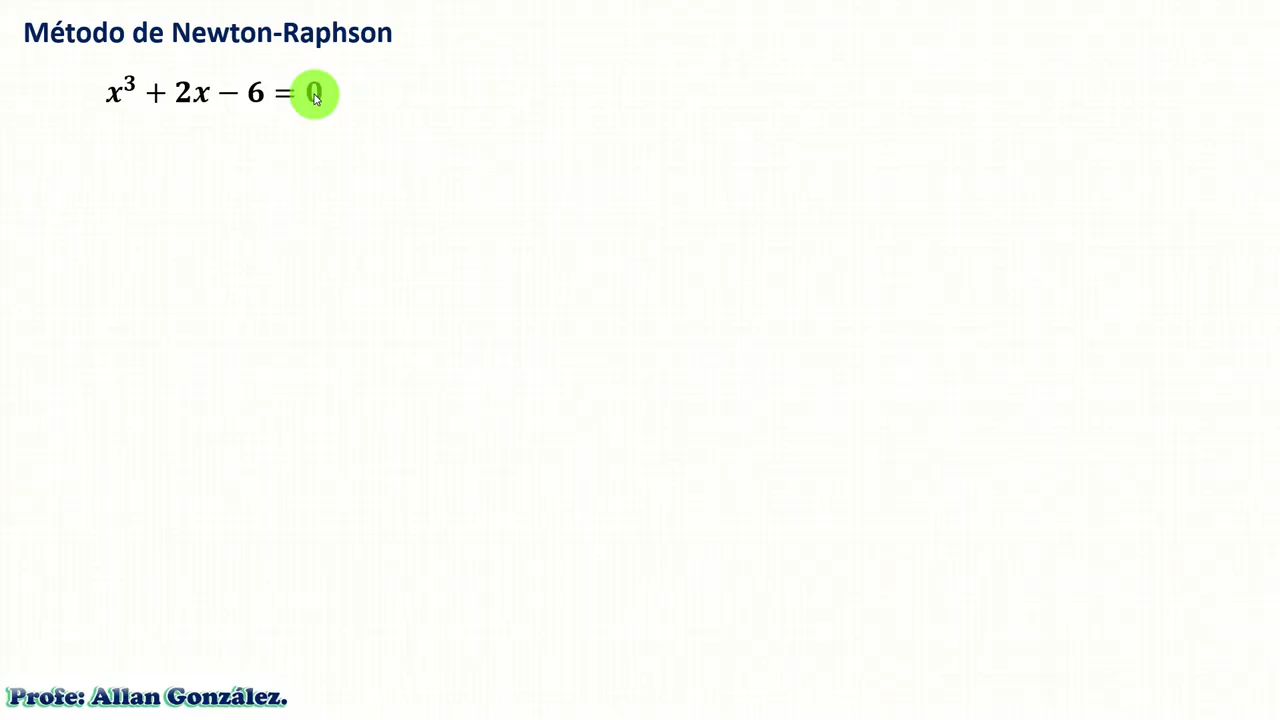 Método de Newton-Raphson
x³ + 2x − 6 = 0
Profe: Allan González.